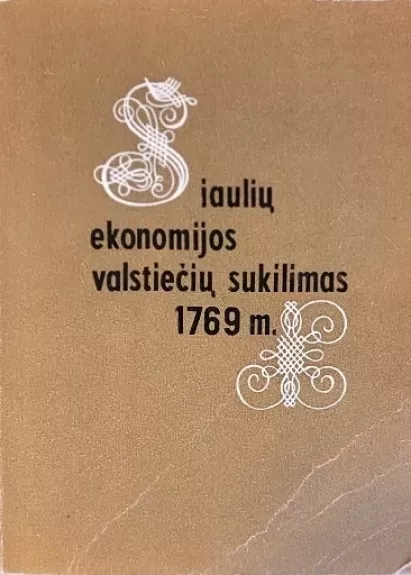 Šiaulių
ekonomijos
valstiečių sukilimas
1769 m.